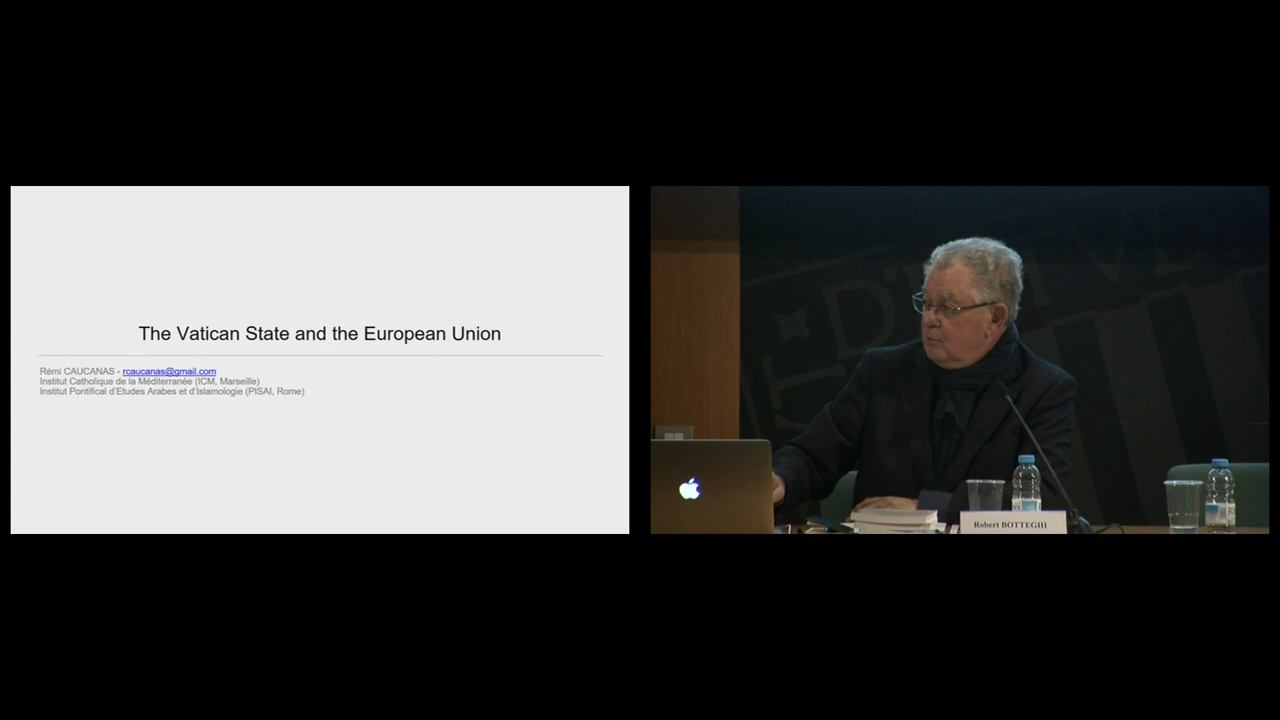 The Vatican State and the European Union
Rémi CAUCANAS - rcaucanas@gmail.com
Institut Catholique de la Méditerranée (ICM, Marseille)
Institut Pontifical d'Etudes Arabes et d'Islamologie (PISAI, Rome)
Robert BOTTEGHI